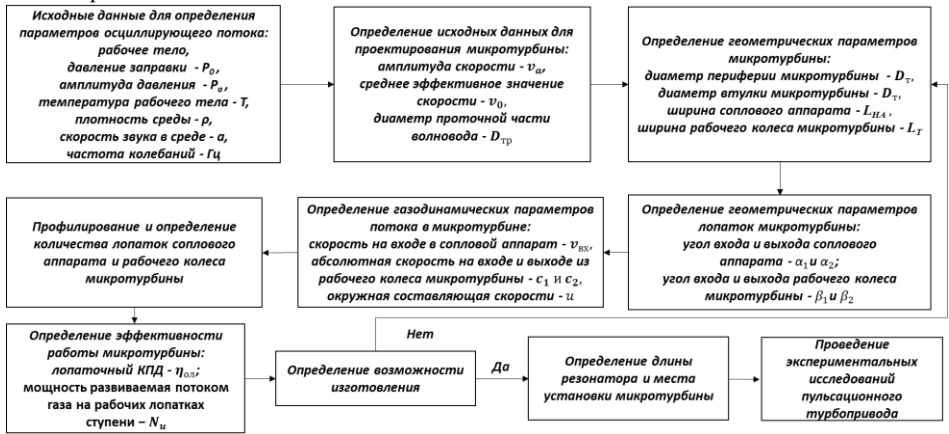 Исходные данные для определения
параметров осциллирующего потока:
рабочее тело,
давление заправки - P₀,
амплитуда давления - Pₐ,
температура рабочего тела - T,
плотность среды - ρ,
скорость звука в среде - a,
частота колебаний - Гц
Определение исходных данных для
проектирования микротурбины:
амплитуда скорости - vₐ,
среднее эффективное значение
скорости - v₀,
диаметр проточной части
волновода - Dтр
Определение геометрических параметров
микротурбины:
диаметр периферии микротурбины - Dт,
диаметр втулки микротурбины - Dт,
ширина соплового аппарата - LНА,
ширина рабочего колеса микротурбины - LТ
Определение геометрических параметров
лопаток микротурбины:
угол входа и выхода соплового
аппарата - α₁и α₂;
угол входа и выхода рабочего колеса
микротурбины - β₁и β₂
Определение газодинамических параметров
потока в микротурбине:
скорость на входе в сопловой аппарат - vвх,
абсолютная скорость на входе и выходе из
рабочего колеса микротурбины - c₁ и c₂,
окружная составляющая скорости - u
Профилирование и определение
количества лопаток соплового
аппарата и рабочего колеса
микротурбины
Определение эффективности
работы микротурбины:
лопаточный КПД - ηол;
мощность развиваемая потоком
газа на рабочих лопатках
ступени – Nᵤ
Определение возможности
изготовления
Нет
Да
Определение длины
резонатора и места
установки микротурбины
Проведение
экспериментальных
исследований
пульсационного
турбопривода